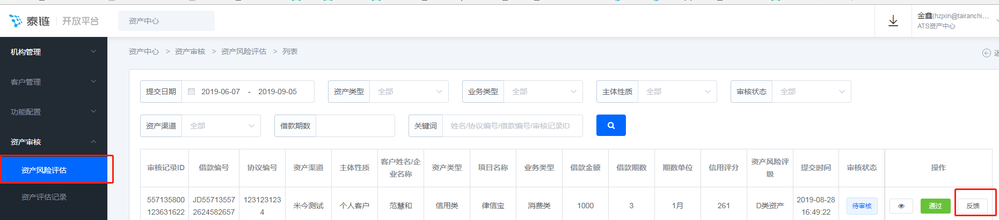 泰链 开放平台
资产中心
金鑫(hzjxin@tairanchi...
ATS资产中心
机构管理
客户管理
功能配置
资产审核
资产风险评估
资产评估记录
资产中心 > 资产审核 > 资产风险评估 > 列表
返
提交日期 2019-06-07 - 2019-09-05
资产类型 全部
业务类型 全部
主体性质 全部
审核状态 全部
资产渠道 全部
借款期数
关键词 姓名/协议编号/借款编号/审核记录ID
审核记录ID 借款编号 协议编号 资产渠道 主体性质 客户姓名/企业名称 资产类型 项目名称 业务类型 借款金额 借款期数 期数单位 信用评分 资产风险评级 提交时间 审核状态 操作
557135800123631622 JD557135572624582657 1231231234 米今测试 个人客户 范慧和 信用类 律信宝 消费类 1000 3 1月 261 D类资产 2019-08-28 16:49:22 待审核 通过 反馈